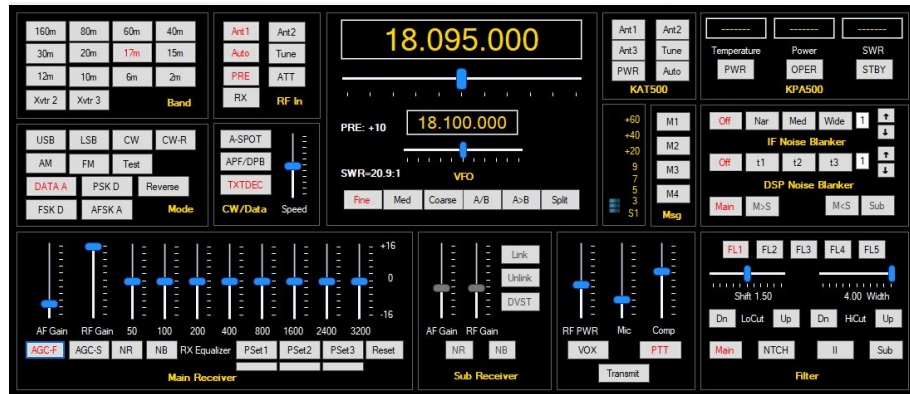 160m 80m 60m 40m
30m 20m 17m 15m
12m 10m 6m 2m
Xvtr 2 Xvtr 3 Band
Ant1 Ant2
Auto Tune
PRE ATT
RX RF In
18.095.000
PRE: +10 18.100.000
SWR=20.9:1 VFO
Fine Med Coarse A/B A>B Split
Ant1 Ant2
Ant3 Tune
PWR Auto
KAT500
------- ------- -------
Temperature Power SWR
PWR OPER STBY
KPA500
USB LSB CW CW-R
AM FM Test
DATA A PSK D Reverse
FSK D AFSK A Mode
A-SPOT
APF/DPB
TXTDEC
CW/Data Speed
+60
+40
+20
9
7
5
3
S1
M1
M2
M3
M4
Msg
Off Nar Med Wide 1
IF Noise Blanker
Off t1 t2 t3 1
DSP Noise Blanker
Main M>S M<S Sub
+16
0
-16
AF Gain RF Gain 50 100 200 400 800 1600 2400 3200
AGC-F AGC-S NR NB RX Equalizer PSet1 PSet2 PSet3 Reset
Main Receiver
Link
Unlink
DVST
AF Gain RF Gain
NR NB
Sub Receiver
RF PWR Mic Comp
VOX PTT
Transmit
FL1 FL2 FL3 FL4 FL5
Shift 1.50 4.00 Width
Dn LoCut Up Dn HiCut Up
Main NTCH II Sub
Filter